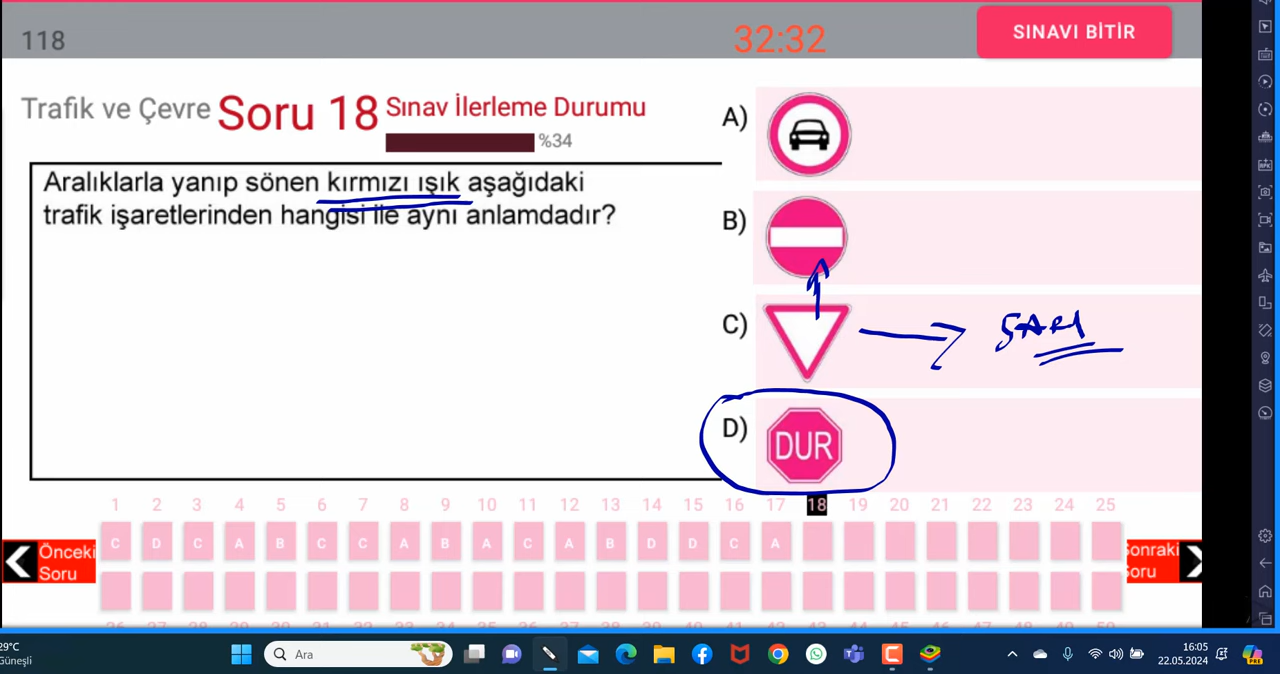 118
32:32
SINAVI BİTİR
Trafik ve Çevre Soru 18 Sınav İlerleme Durumu
%34
Aralıklarla yanıp sönen kırmızı ışık aşağıdaki
trafik işaretlerinden hangisi ile aynı anlamdadır?
A)
B)
C)
SARI
D)
DUR
1 2 3 4 5 6 7 8 9 10 11 12 13 14 15 16 17 18 19 20 21 22 23 24 25
C D C A B C C A B A C A B D D C A
Önceki
Soru
Sonraki
Soru
29°C
Güneşli
Ara
16:05
22.05.2024
PRE